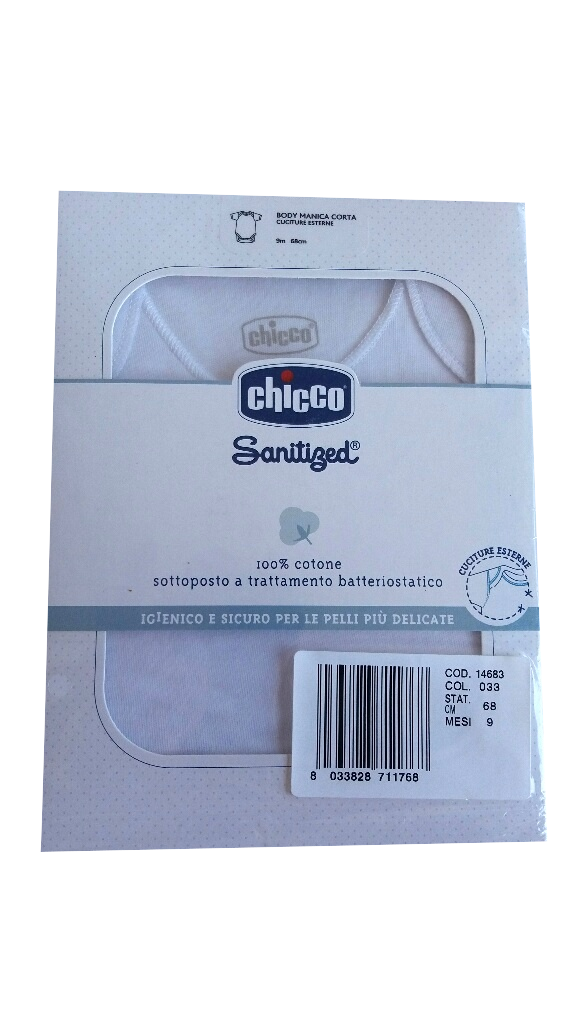 BODY MANICA CORTA
CUCITURE ESTERNE
9m 68cm
chicco
chicco
Sanitized®
100% cotone
sottoposto a trattamento batteriostatico
CUCITURE ESTERNE
IGIENICO E SICURO PER LE PELLI PIÙ DELICATE
COD. 14683
COL. 033
STAT. CM 68
MESI 9
8 033828 711768